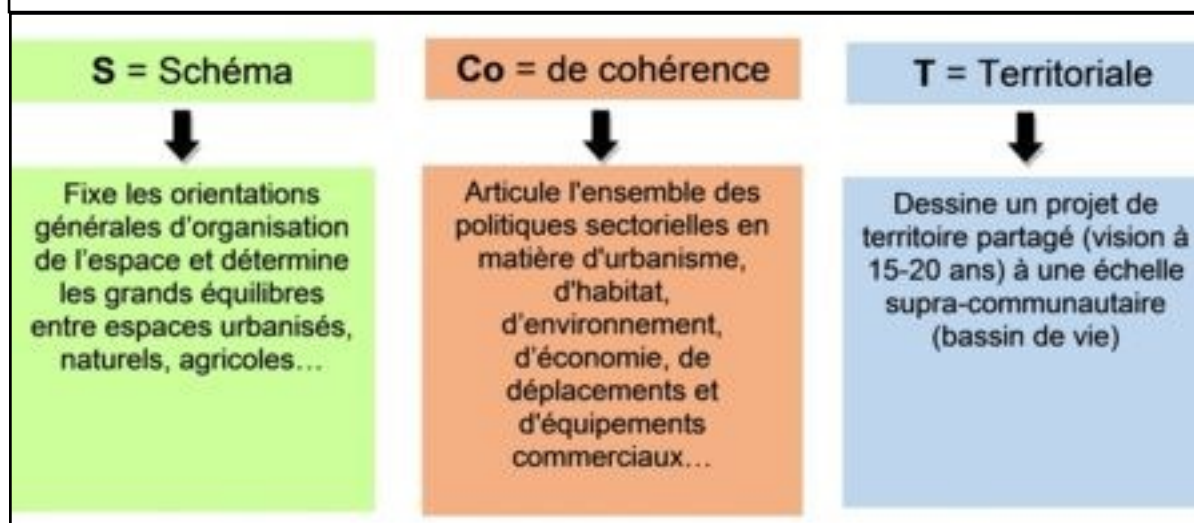 S = Schéma
Fixe les orientations
générales d'organisation
de l'espace et détermine
les grands équilibres
entre espaces urbanisés,
naturels, agricoles…
Co = de cohérence
Articule l'ensemble des
politiques sectorielles en
matière d'urbanisme,
d'habitat,
d'environnement,
d'économie, de
déplacements et
d'équipements
commerciaux…
T = Territoriale
Dessine un projet de
territoire partagé (vision à
15-20 ans) à une échelle
supra-communautaire
(bassin de vie)